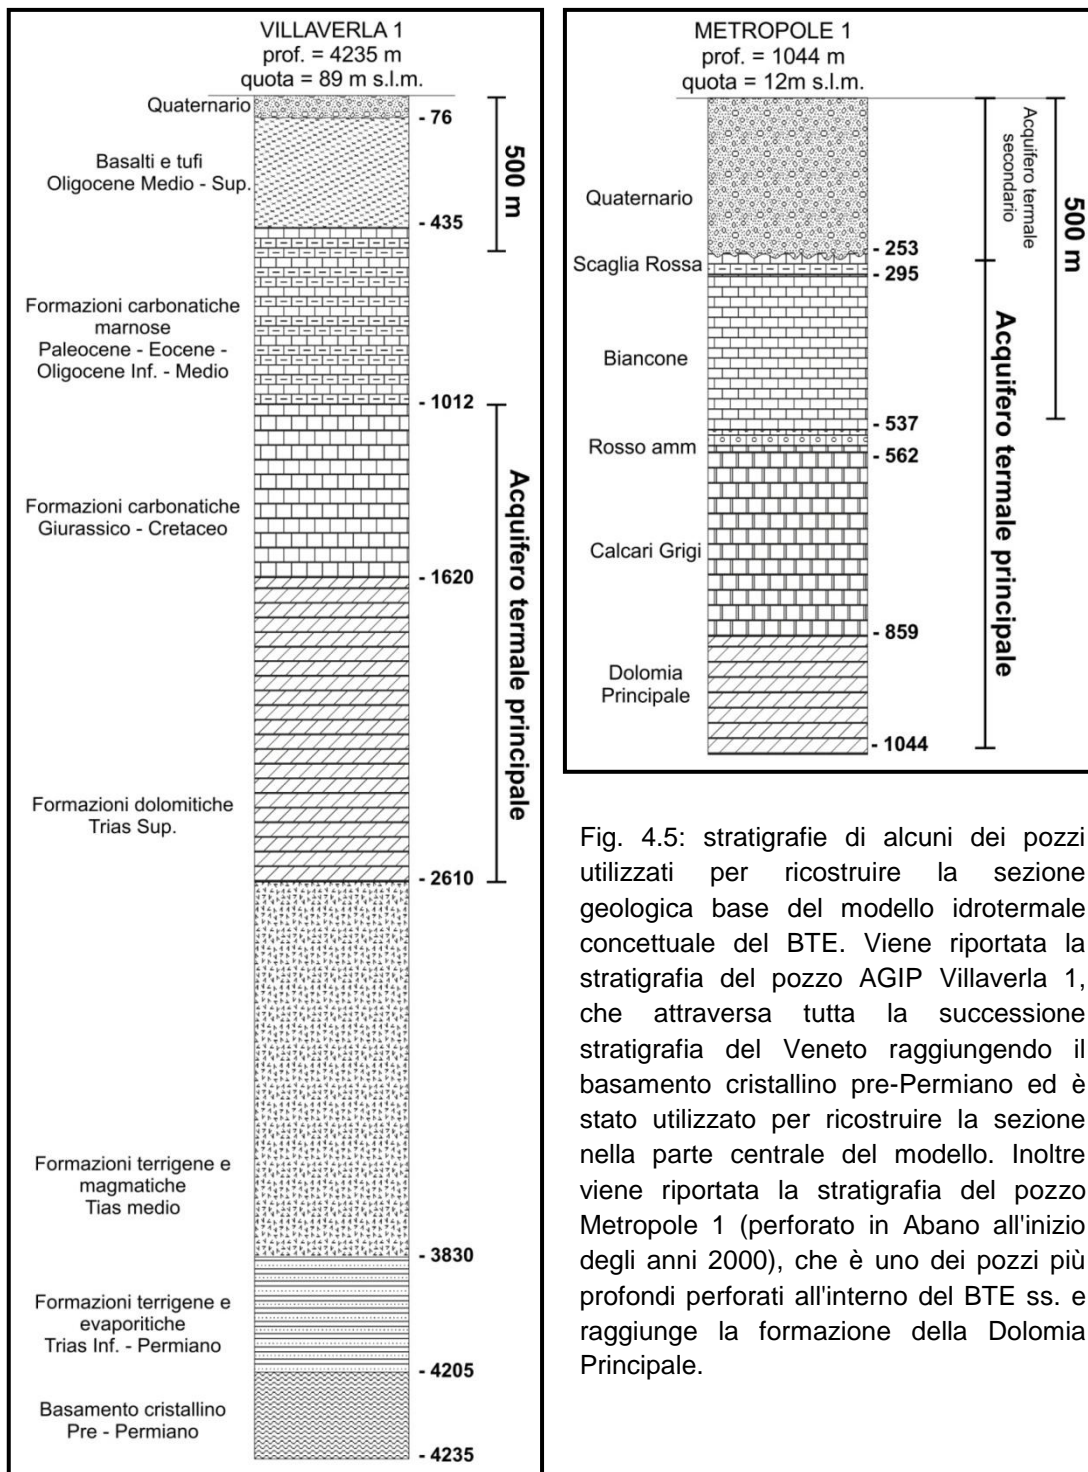 VILLAVERLA 1
prof. = 4235 m
quota = 89 m s.l.m.
Quaternario
- 76
Basalti e tufi
Oligocene Medio - Sup.
500 m
- 435
Formazioni carbonatiche
marnose
Paleocene - Eocene -
Oligocene Inf. - Medio
- 1012
Formazioni carbonatiche
Giurassico - Cretaceo
Acquifero termale principale
- 1620
Formazioni dolomitiche
Trias Sup.
- 2610
Formazioni terrigene e
magmatiche
Tias medio
- 3830
Formazioni terrigene e
evaporitiche
Trias Inf. - Permiano
- 4205
Basamento cristallino
Pre - Permiano
- 4235
METROPOLE 1
prof. = 1044 m
quota = 12m s.l.m.
Acquifero termale
secondario
500 m
Quaternario
- 253
Scaglia Rossa
- 295
Biancone
Acquifero termale principale
- 537
Rosso amm
- 562
Calcari Grigi
- 859
Dolomia
Principale
- 1044
Fig. 4.5: stratigrafie di alcuni dei pozzi
utilizzati per ricostruire la sezione
geologica base del modello idrotermale
concettuale del BTE. Viene riportata la
stratigrafia del pozzo AGIP Villaverla 1,
che attraversa tutta la successione
stratigrafia del Veneto raggiungendo il
basamento cristallino pre-Permiano ed è
stato utilizzato per ricostruire la sezione
nella parte centrale del modello. Inoltre
viene riportata la stratigrafia del pozzo
Metropole 1 (perforato in Abano all'inizio
degli anni 2000), che è uno dei pozzi più
profondi perforati all'interno del BTE ss. e
raggiunge la formazione della Dolomia
Principale.